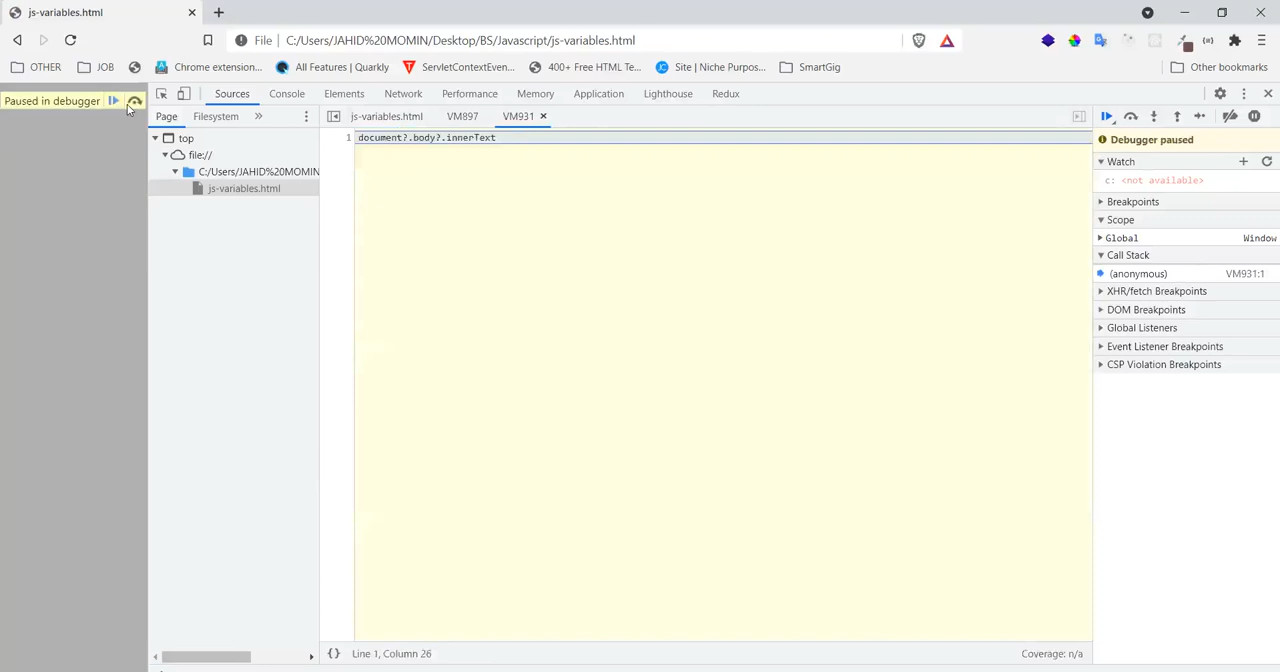 js-variables.html
File
C:/Users/JAHID%20MOMIN/Desktop/BS/Javascript/js-variables.html
OTHER
JOB
Chrome extension...
All Features | Quarkly
ServletContextEven...
400+ Free HTML Te...
Site | Niche Purpos...
SmartGig
Other bookmarks
Paused in debugger
Sources
Console
Elements
Network
Performance
Memory
Application
Lighthouse
Redux
Page
Filesystem
js-variables.html
VM897
VM931
top
file://
C:/Users/JAHID%20MOMIN
js-variables.html
1
document?.body?.innerText
Debugger paused
Watch
c: <not available>
Breakpoints
Scope
Global
Window
Call Stack
(anonymous)
VM931:1
XHR/fetch Breakpoints
DOM Breakpoints
Global Listeners
Event Listener Breakpoints
CSP Violation Breakpoints
{} Line 1, Column 26
Coverage: n/a